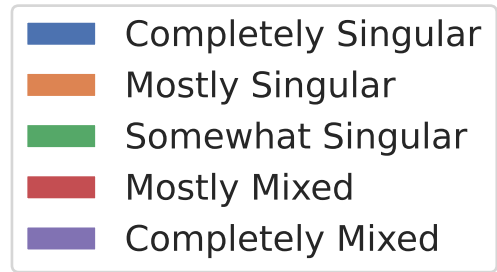 Completely Singular
Mostly Singular
Somewhat Singular
Mostly Mixed
Completely Mixed